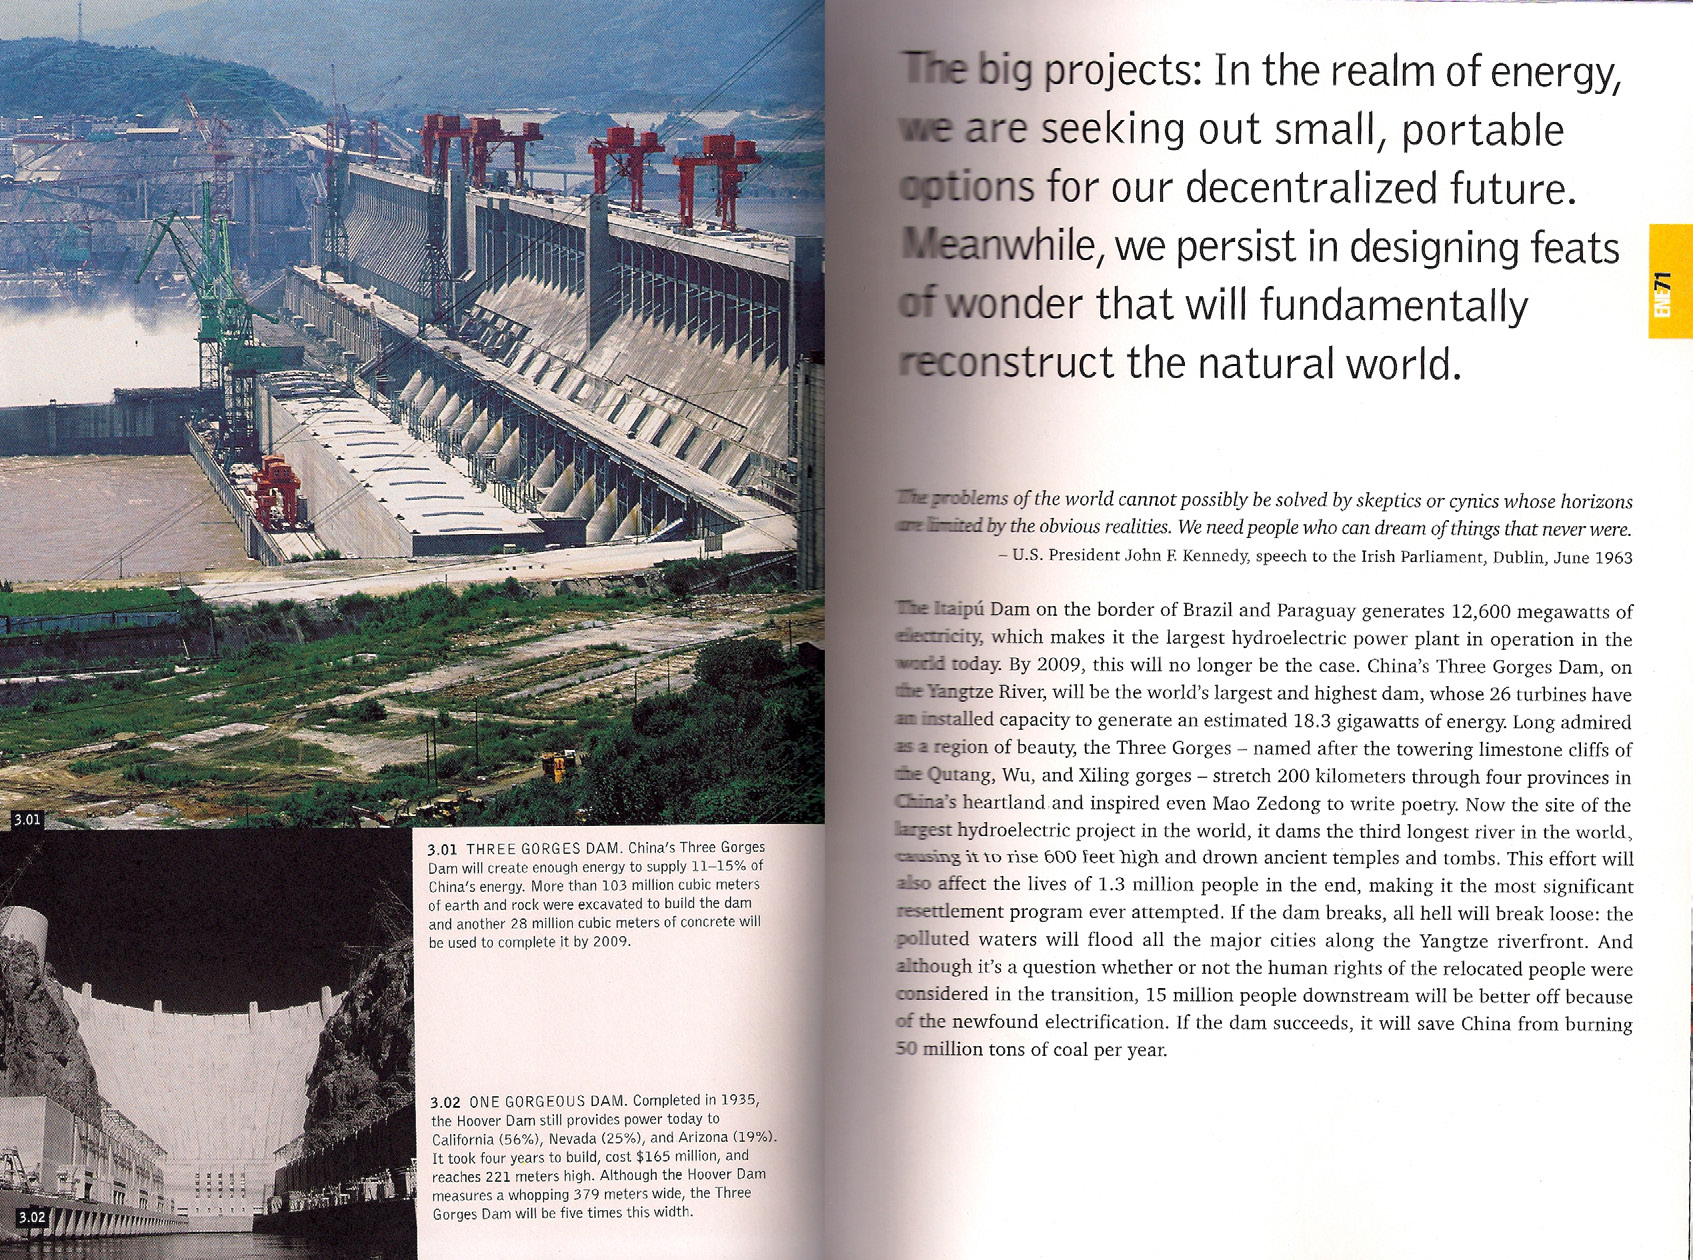 3.01
3.01 THREE GORGES DAM. China's Three Gorges
Dam will create enough energy to supply 11–15% of
China's energy. More than 103 million cubic meters
of earth and rock were excavated to build the dam
and another 28 million cubic meters of concrete will
be used to complete it by 2009.
3.02 ONE GORGEOUS DAM. Completed in 1935,
the Hoover Dam still provides power today to
California (56%), Nevada (25%), and Arizona (19%).
It took four years to build, cost $165 million, and
reaches 221 meters high. Although the Hoover Dam
measures a whopping 379 meters wide, the Three
Gorges Dam will be five times this width.
3.02
The big projects: In the realm of energy,
we are seeking out small, portable
options for our decentralized future.
Meanwhile, we persist in designing feats
of wonder that will fundamentally
reconstruct the natural world.
ENE71
The problems of the world cannot possibly be solved by skeptics or cynics whose horizons
are limited by the obvious realities. We need people who can dream of things that never were.
– U.S. President John F. Kennedy, speech to the Irish Parliament, Dublin, June 1963
The Itaipú Dam on the border of Brazil and Paraguay generates 12,600 megawatts of
electricity, which makes it the largest hydroelectric power plant in operation in the
world today. By 2009, this will no longer be the case. China's Three Gorges Dam, on
the Yangtze River, will be the world's largest and highest dam, whose 26 turbines have
an installed capacity to generate an estimated 18.3 gigawatts of energy. Long admired
as a region of beauty, the Three Gorges – named after the towering limestone cliffs of
the Qutang, Wu, and Xiling gorges – stretch 200 kilometers through four provinces in
China's heartland and inspired even Mao Zedong to write poetry. Now the site of the
largest hydroelectric project in the world, it dams the third longest river in the world,
causing it to rise 600 feet high and drown ancient temples and tombs. This effort will
also affect the lives of 1.3 million people in the end, making it the most significant
resettlement program ever attempted. If the dam breaks, all hell will break loose: the
polluted waters will flood all the major cities along the Yangtze riverfront. And
although it's a question whether or not the human rights of the relocated people were
considered in the transition, 15 million people downstream will be better off because
of the newfound electrification. If the dam succeeds, it will save China from burning
50 million tons of coal per year.